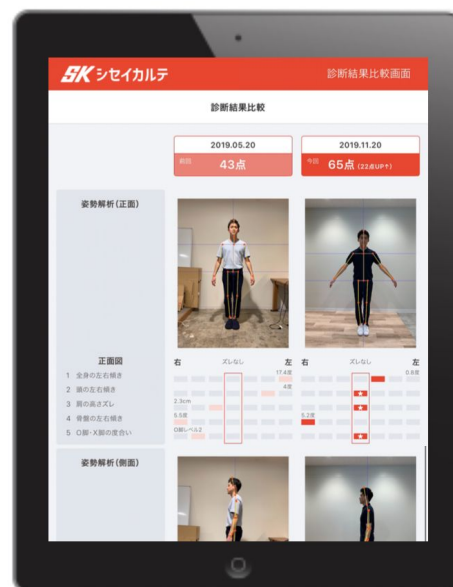 SK シセイカルテ
診断結果比較画面
診断結果比較
2019.05.20
前回 43点
2019.11.20
今回 65点 (22点UP↑)
姿勢解析(正面)
正面図
1 全身の左右傾き
2 頭の左右傾き
3 肩の高さズレ
4 骨盤の左右傾き
5 O脚・X脚の度合い
右 ズレなし 左
17.4度
4度
2.3cm
5.5度
O脚レベル2
右 ズレなし 左
0.8度
5.2度
姿勢解析(側面)